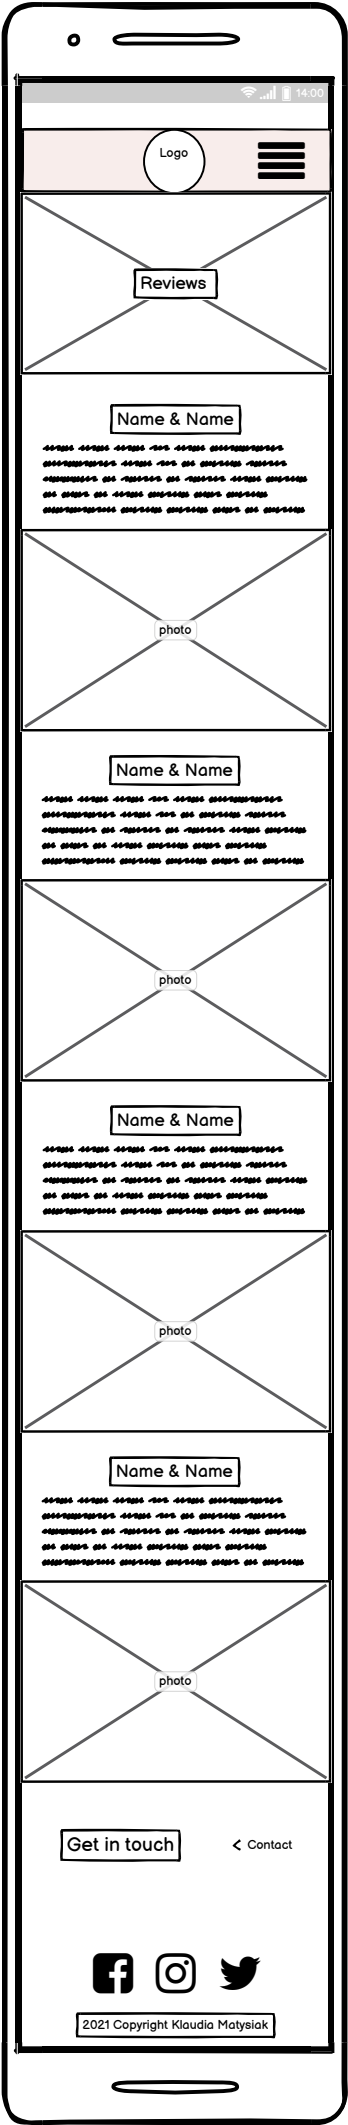 14:00
Logo
Reviews
Name & Name
photo
Name & Name
photo
Name & Name
photo
Name & Name
photo
Get in touch
Contact
2021 Copyright Klaudia Matysiak